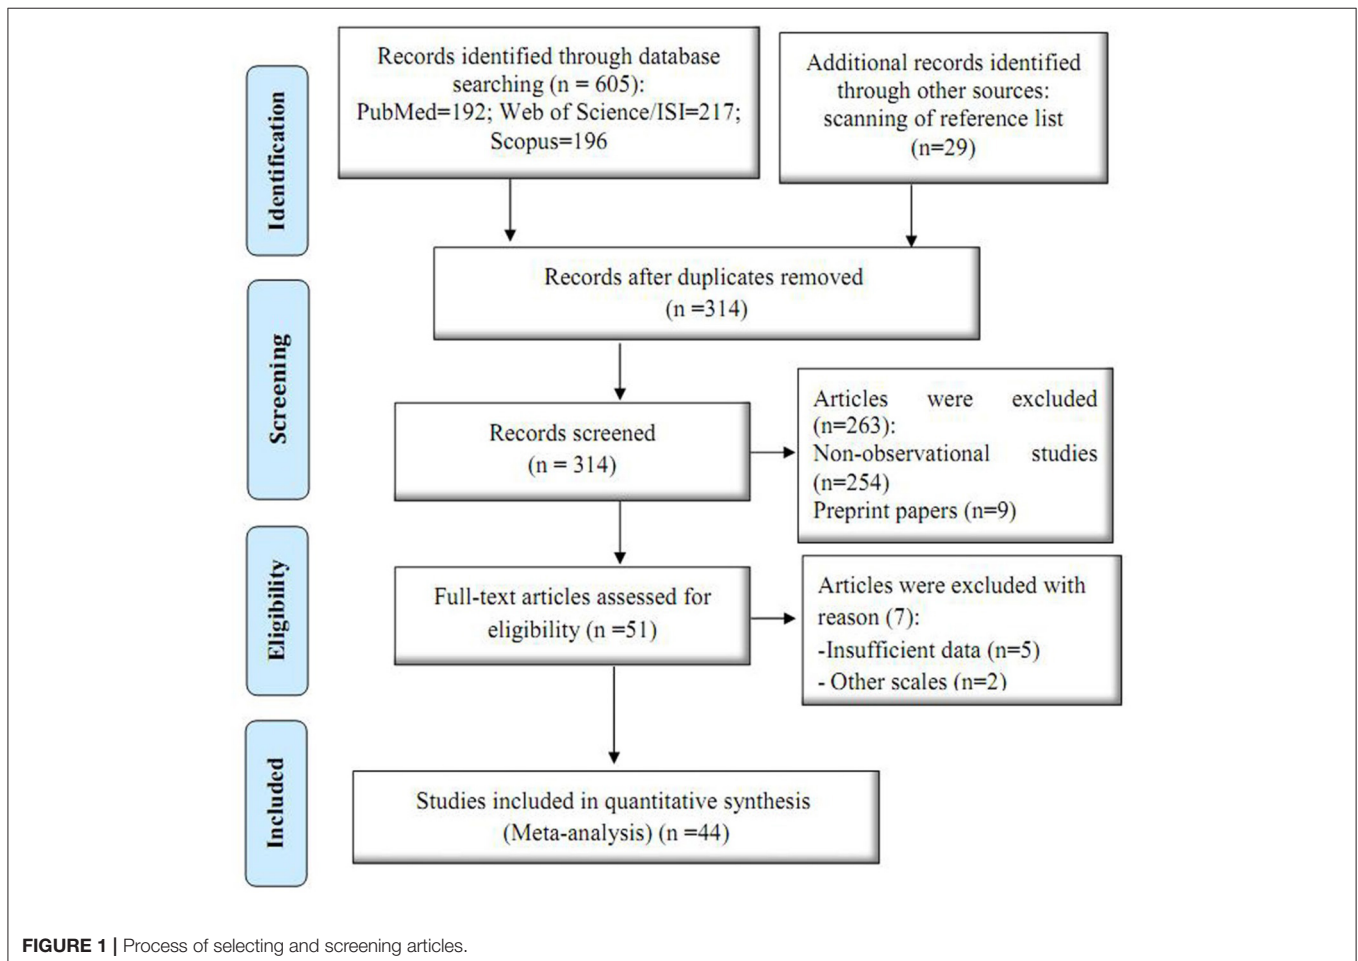 Identification
Records identified through database
searching (n = 605):
PubMed=192; Web of Science/ISI=217;
Scopus=196
Additional records identified
through other sources:
scanning of reference list
(n=29)
Records after duplicates removed
(n =314)
Screening
Records screened
(n = 314)
Articles were excluded
(n=263):
Non-observational studies
(n=254)
Preprint papers (n=9)
Eligibility
Full-text articles assessed for
eligibility (n =51)
Articles were excluded with
reason (7):
-Insufficient data (n=5)
- Other scales (n=2)
Included
Studies included in quantitative synthesis
(Meta-analysis) (n =44)
FIGURE 1 | Process of selecting and screening articles.